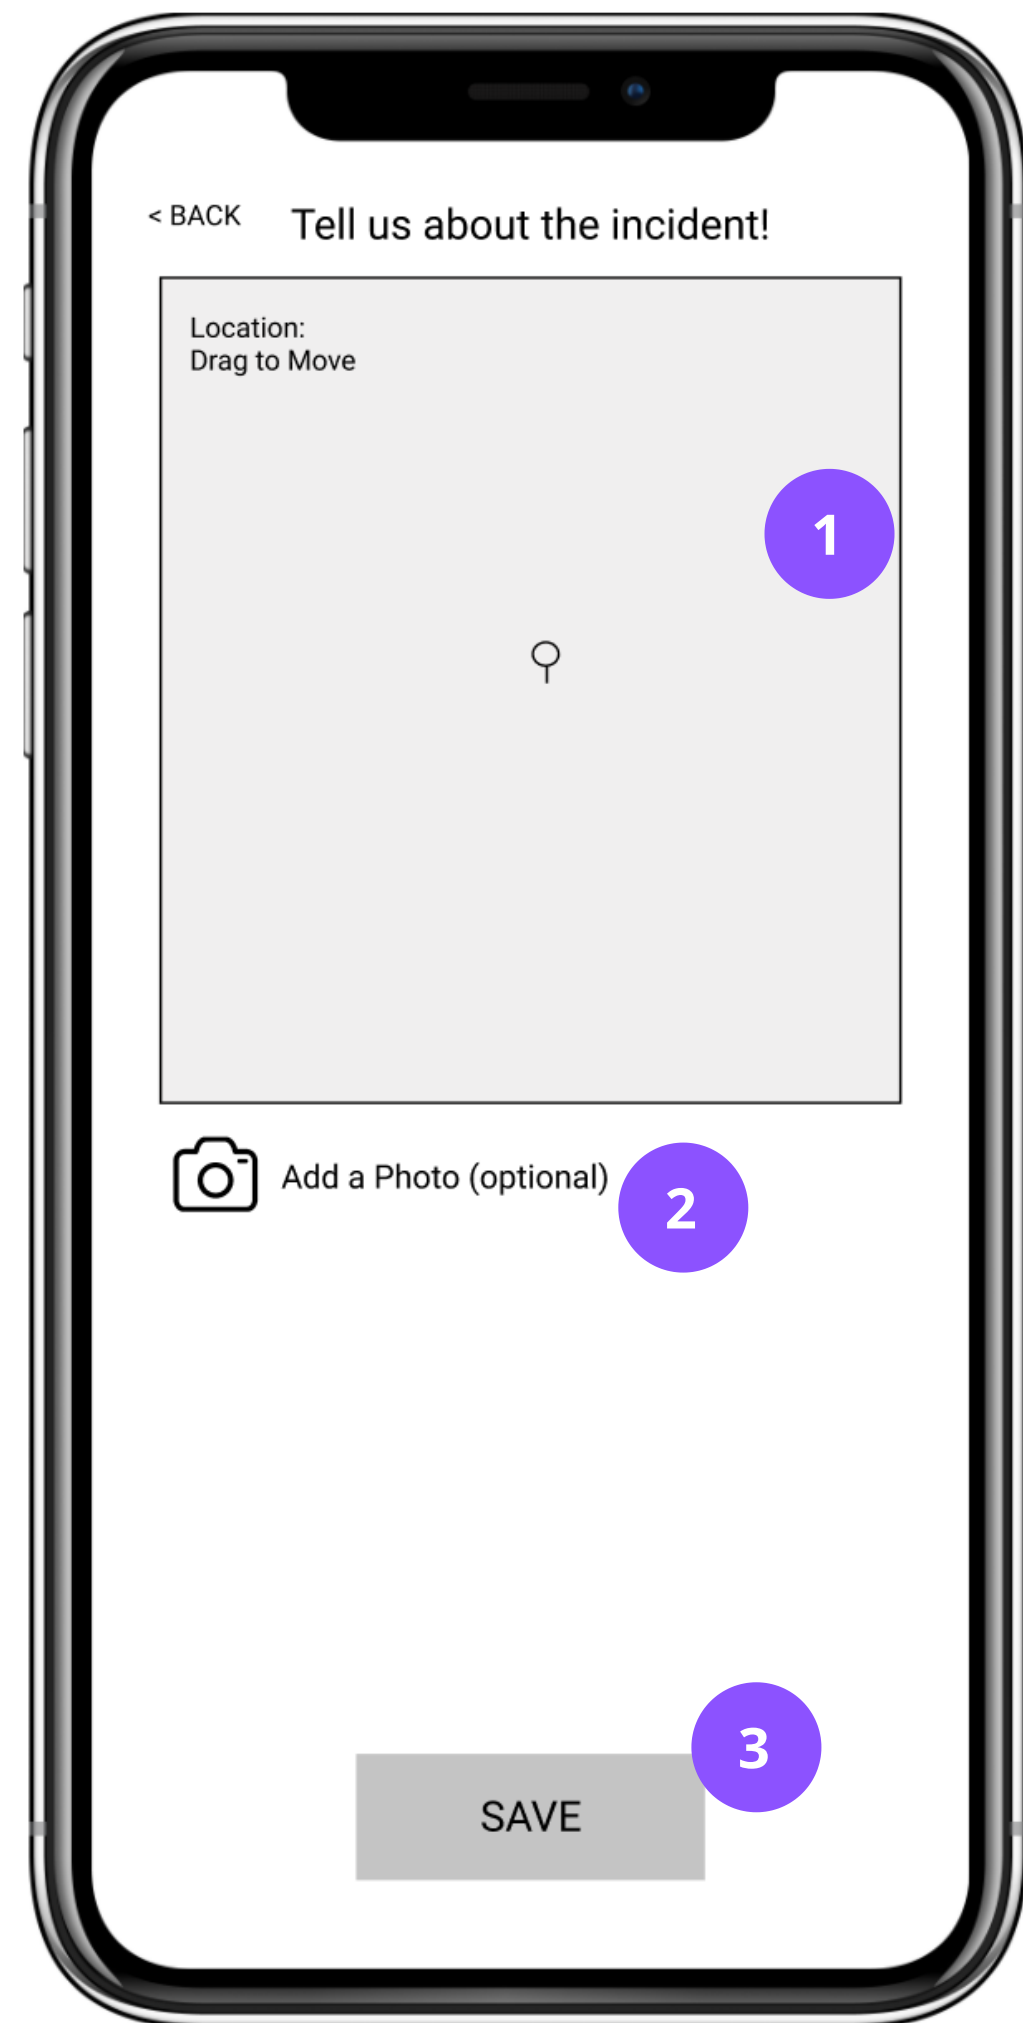 < BACK
Tell us about the incident!
Location:
Drag to Move
1
Add a Photo (optional)
2
3
SAVE